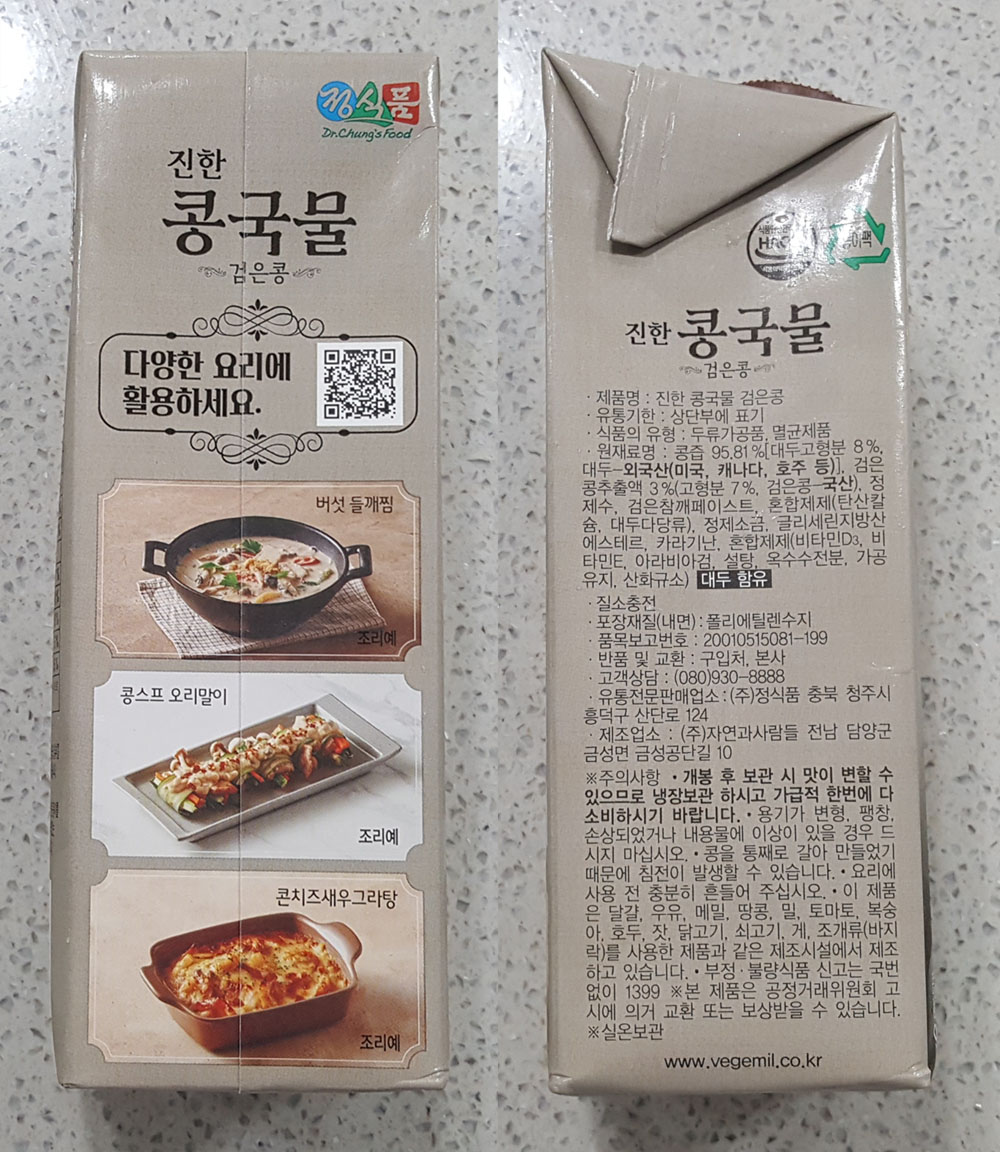 정식품
Dr.Chung's Food
진한
콩국물
검은콩
다양한 요리에
활용하세요.
버섯 들깨찜
조리예
콩스프 오리말이
조리예
콘치즈새우그라탕
조리예
종이팩
진한 콩국물
검은콩
· 제품명 : 진한 콩국물 검은콩
· 유통기한 : 상단부에 표기
· 식품의 유형 : 두류가공품, 멸균제품
· 원재료명 : 콩즙 95.81%[대두고형분 8%,
대두-외국산(미국, 캐나다, 호주 등)], 검은
콩추출액 3%(고형분 7%, 검은콩-국산), 정
제수, 검은참깨페이스트, 혼합제제(탄산칼
슘, 대두다당류), 정제소금, 글리세린지방산
에스테르, 카라기난, 혼합제제(비타민D₃, 비
타민E, 아라비아검, 설탕, 옥수수전분, 가공
유지, 산화규소) 대두 함유
· 질소충전
· 포장재질(내면) : 폴리에틸렌수지
· 품목보고번호 : 20010515081-199
· 반품 및 교환 : 구입처, 본사
· 고객상담 : (080)930-8888
· 유통전문판매업소 : (주)정식품 충북 청주시
흥덕구 산단로 124
· 제조업소 : (주)자연과사람들 전남 담양군
금성면 금성공단길 10
※주의사항 • 개봉 후 보관 시 맛이 변할 수
있으므로 냉장보관 하시고 가급적 한번에 다
소비하시기 바랍니다. • 용기가 변형, 팽창,
손상되었거나 내용물에 이상이 있을 경우 드
시지 마십시오. • 콩을 통째로 갈아 만들었기
때문에 침전이 발생할 수 있습니다. • 요리에
사용 전 충분히 흔들어 주십시오. • 이 제품
은 달걀, 우유, 메밀, 땅콩, 밀, 토마토, 복숭
아, 호두, 잣, 닭고기, 쇠고기, 게, 조개류(바지
락)를 사용한 제품과 같은 제조시설에서 제조
하고 있습니다. • 부정·불량식품 신고는 국번
없이 1399 ※본 제품은 공정거래위원회 고
시에 의거 교환 또는 보상받을 수 있습니다.
※실온보관
www.vegemil.co.kr